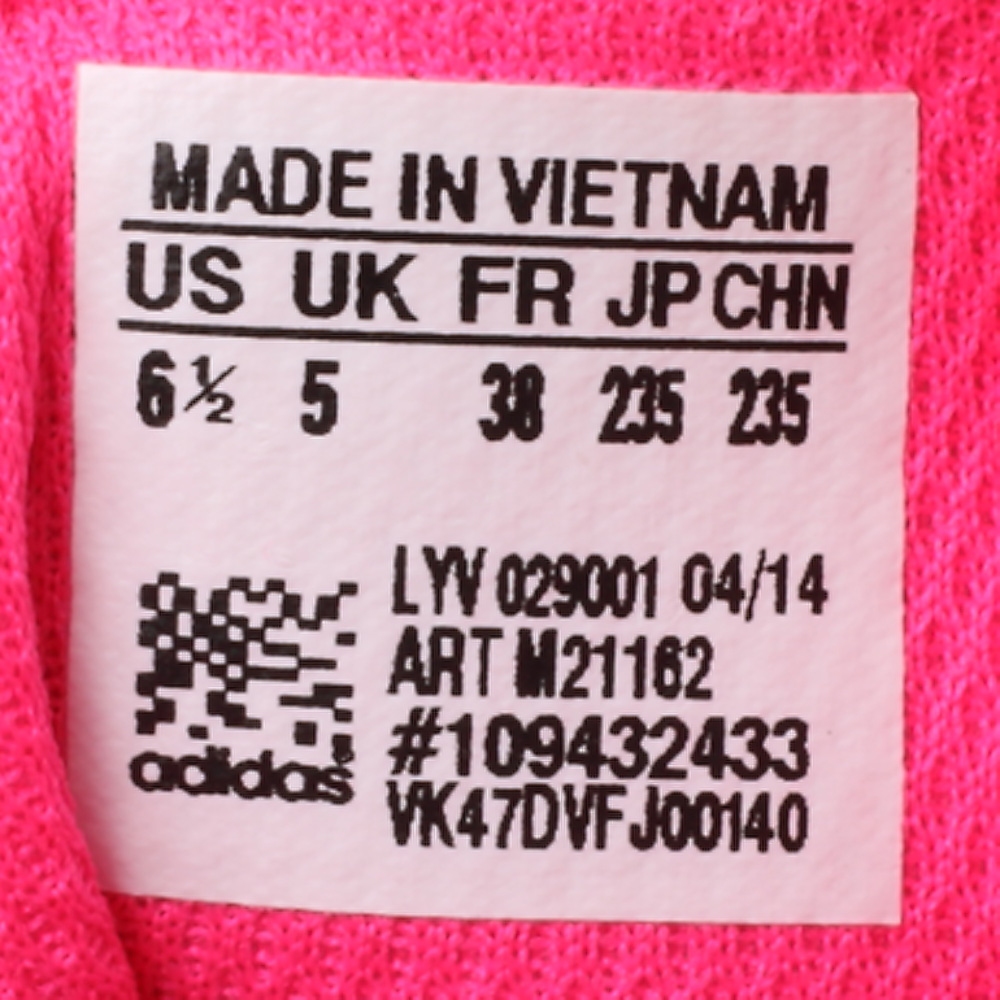 MADE IN VIETNAM
US UK FR JP CHN
6½ 5 38 235 235
LYV 029001 04/14
ART M21162
#109432433
adidas
VK47DVFJ00140